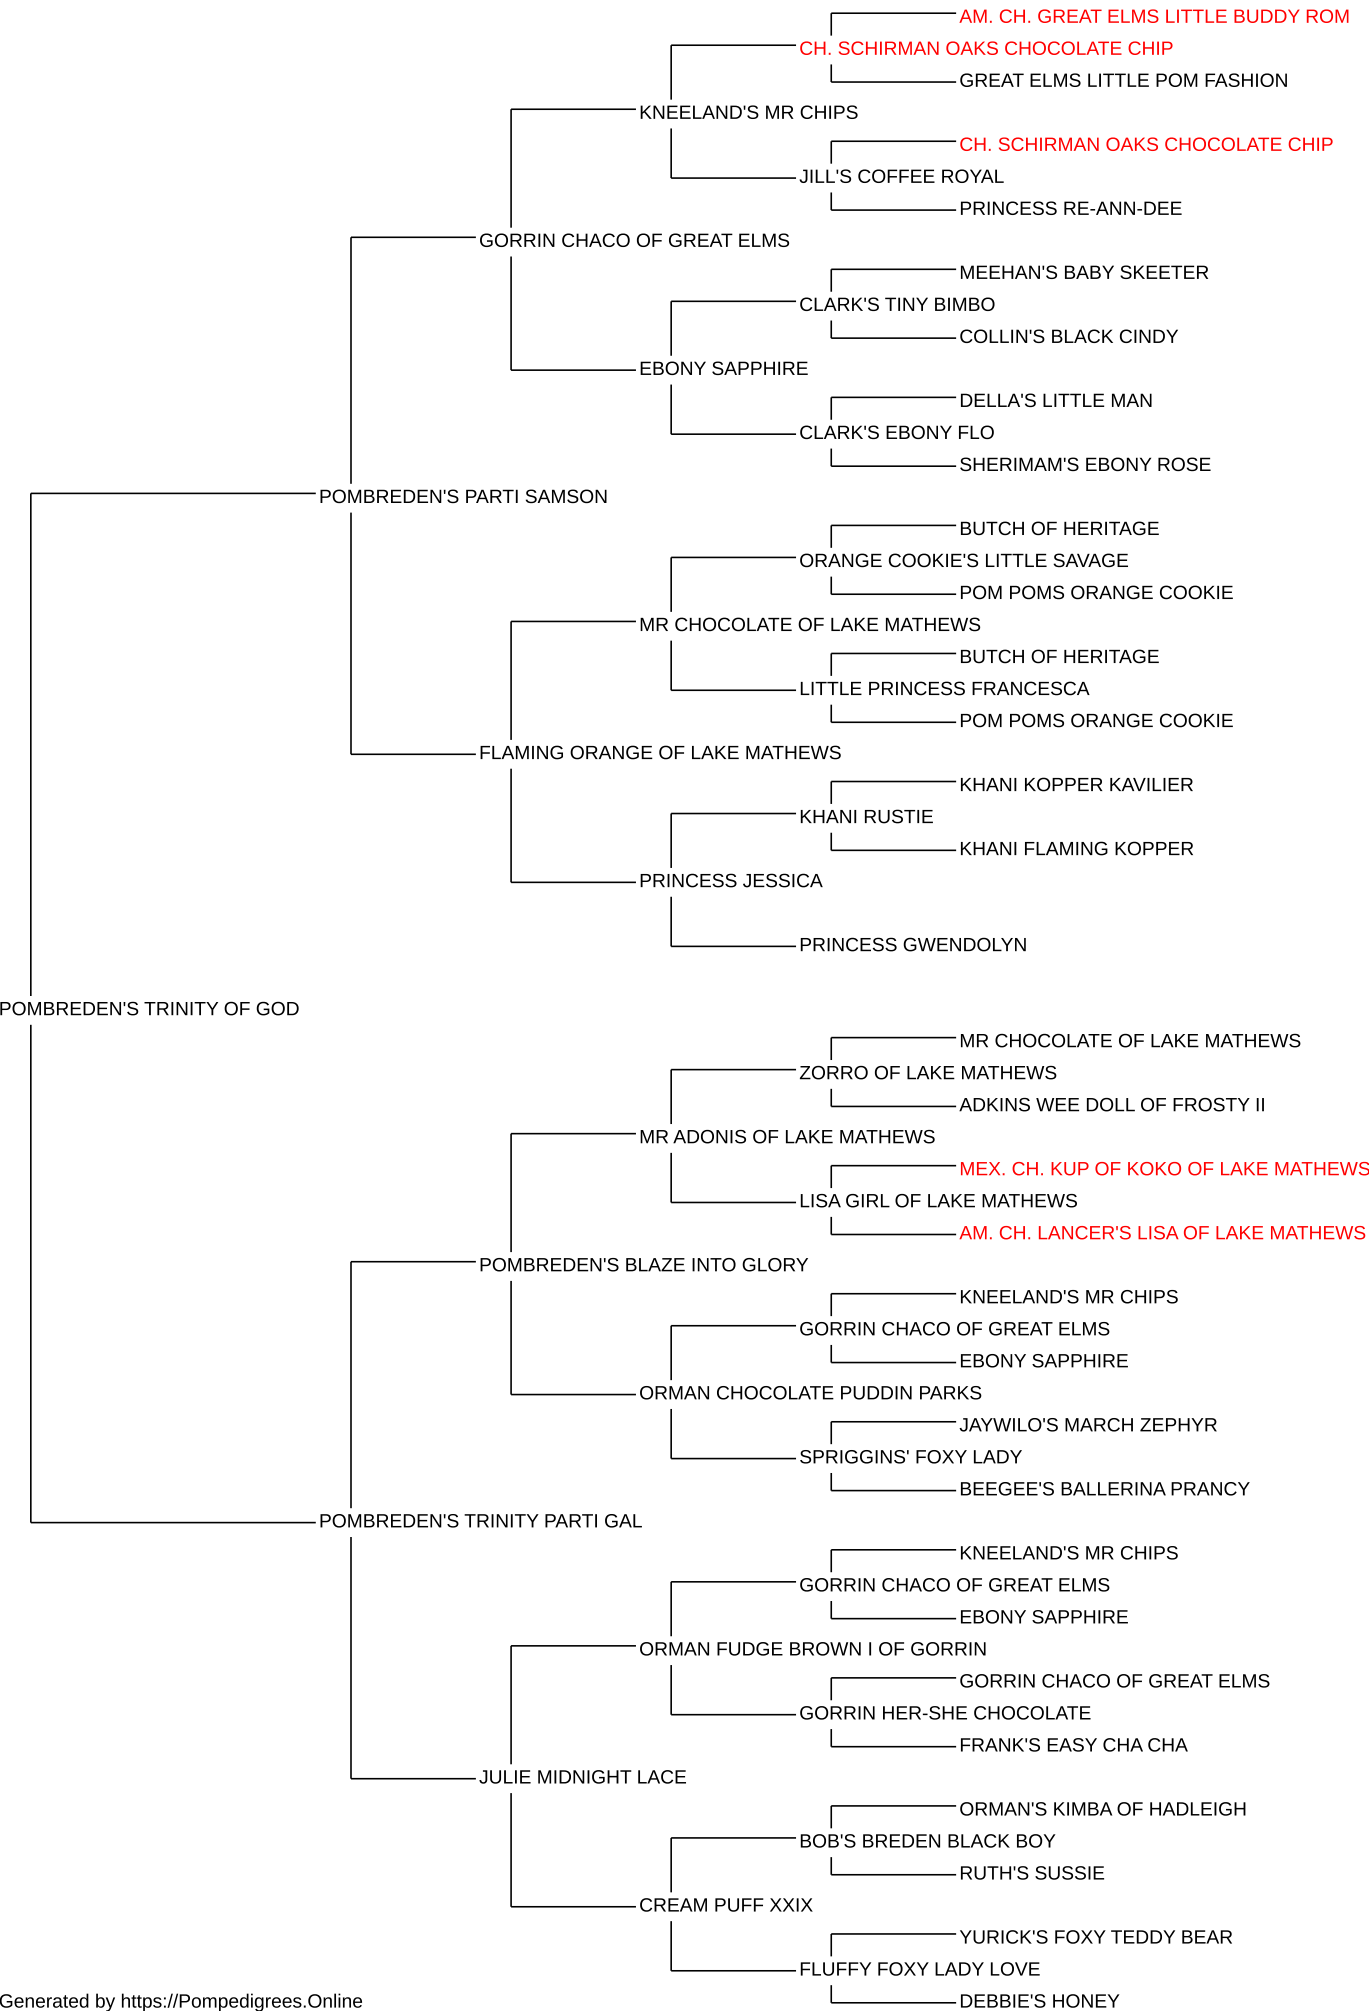 AM. CH. GREAT ELMS LITTLE BUDDY ROM
CH. SCHIRMAN OAKS CHOCOLATE CHIP
GREAT ELMS LITTLE POM FASHION
KNEELAND'S MR CHIPS
CH. SCHIRMAN OAKS CHOCOLATE CHIP
JILL'S COFFEE ROYAL
PRINCESS RE-ANN-DEE
GORRIN CHACO OF GREAT ELMS
MEEHAN'S BABY SKEETER
CLARK'S TINY BIMBO
COLLIN'S BLACK CINDY
EBONY SAPPHIRE
DELLA'S LITTLE MAN
CLARK'S EBONY FLO
SHERIMAM'S EBONY ROSE
POMBREDEN'S PARTI SAMSON
BUTCH OF HERITAGE
ORANGE COOKIE'S LITTLE SAVAGE
POM POMS ORANGE COOKIE
MR CHOCOLATE OF LAKE MATHEWS
BUTCH OF HERITAGE
LITTLE PRINCESS FRANCESCA
POM POMS ORANGE COOKIE
FLAMING ORANGE OF LAKE MATHEWS
KHANI KOPPER KAVILIER
KHANI RUSTIE
KHANI FLAMING KOPPER
PRINCESS JESSICA
PRINCESS GWENDOLYN
POMBREDEN'S TRINITY OF GOD
MR CHOCOLATE OF LAKE MATHEWS
ZORRO OF LAKE MATHEWS
ADKINS WEE DOLL OF FROSTY II
MR ADONIS OF LAKE MATHEWS
MEX. CH. KUP OF KOKO OF LAKE MATHEWS
LISA GIRL OF LAKE MATHEWS
AM. CH. LANCER'S LISA OF LAKE MATHEWS
POMBREDEN'S BLAZE INTO GLORY
KNEELAND'S MR CHIPS
GORRIN CHACO OF GREAT ELMS
EBONY SAPPHIRE
ORMAN CHOCOLATE PUDDIN PARKS
JAYWILO'S MARCH ZEPHYR
SPRIGGINS' FOXY LADY
BEEGEE'S BALLERINA PRANCY
POMBREDEN'S TRINITY PARTI GAL
KNEELAND'S MR CHIPS
GORRIN CHACO OF GREAT ELMS
EBONY SAPPHIRE
ORMAN FUDGE BROWN I OF GORRIN
GORRIN CHACO OF GREAT ELMS
GORRIN HER-SHE CHOCOLATE
FRANK'S EASY CHA CHA
JULIE MIDNIGHT LACE
ORMAN'S KIMBA OF HADLEIGH
BOB'S BREDEN BLACK BOY
RUTH'S SUSSIE
CREAM PUFF XXIX
YURICK'S FOXY TEDDY BEAR
FLUFFY FOXY LADY LOVE
DEBBIE'S HONEY
Generated by https://Pompedigrees.Online